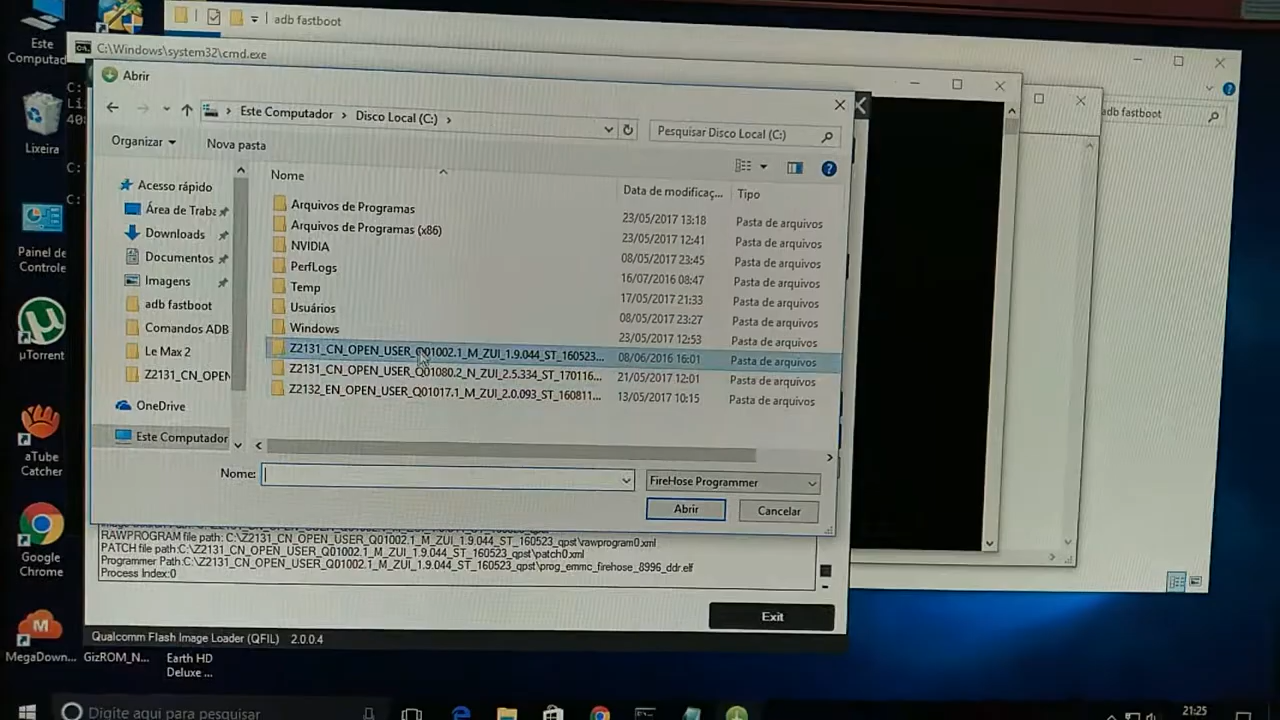 adb fastboot
C:\Windows\system32\cmd.exe
Abrir
Este Computador > Disco Local (C:) >
Pesquisar Disco Local (C:)
adb fastboot
Organizar
Nova pasta
Nome
Data de modificaç...
Tipo
Arquivos de Programas
23/05/2017 13:18
Pasta de arquivos
Arquivos de Programas (x86)
23/05/2017 12:41
Pasta de arquivos
NVIDIA
08/05/2017 23:45
Pasta de arquivos
PerfLogs
16/07/2016 08:47
Pasta de arquivos
Temp
17/05/2017 21:33
Pasta de arquivos
Usuários
08/05/2017 23:27
Pasta de arquivos
Windows
23/05/2017 12:53
Pasta de arquivos
Z2131_CN_OPEN_USER_Q01002.1_M_ZUI_1.9.044_ST_160523...
08/06/2016 16:01
Pasta de arquivos
Z2131_CN_OPEN_USER_Q01080.2_N_ZUI_2.5.334_ST_170116...
21/05/2017 12:01
Pasta de arquivos
Z2132_EN_OPEN_USER_Q01017.1_M_ZUI_2.0.093_ST_160811...
13/05/2017 10:15
Pasta de arquivos
Acesso rápido
Área de Traba
Downloads
Documentos
Imagens
adb fastboot
Comandos ADB
Le Max 2
Z2131_CN_OPEN
OneDrive
Este Computador
Nome:
FireHose Programmer
Abrir
Cancelar
RAWPROGRAM file path: C:\Z2131_CN_OPEN_USER_Q01002.1_M_ZUI_1.9.044_ST_160523_qpst\rawprogram0.xml
PATCH file path:C:\Z2131_CN_OPEN_USER_Q01002.1_M_ZUI_1.9.044_ST_160523_qpst\patch0.xml
Programmer Path:C:\Z2131_CN_OPEN_USER_Q01002.1_M_ZUI_1.9.044_ST_160523_qpst\prog_emmc_firehose_8996_ddr.elf
Process Index:0
Exit
Qualcomm Flash Image Loader (QFIL) 2.0.0.4
Este
Computad
Lixeira
Painel de
Controle
µTorrent
aTube
Catcher
Google
Chrome
MegaDown...
GizROM_N...
Earth HD
Deluxe ...
Digite aqui para pesquisar
21:25